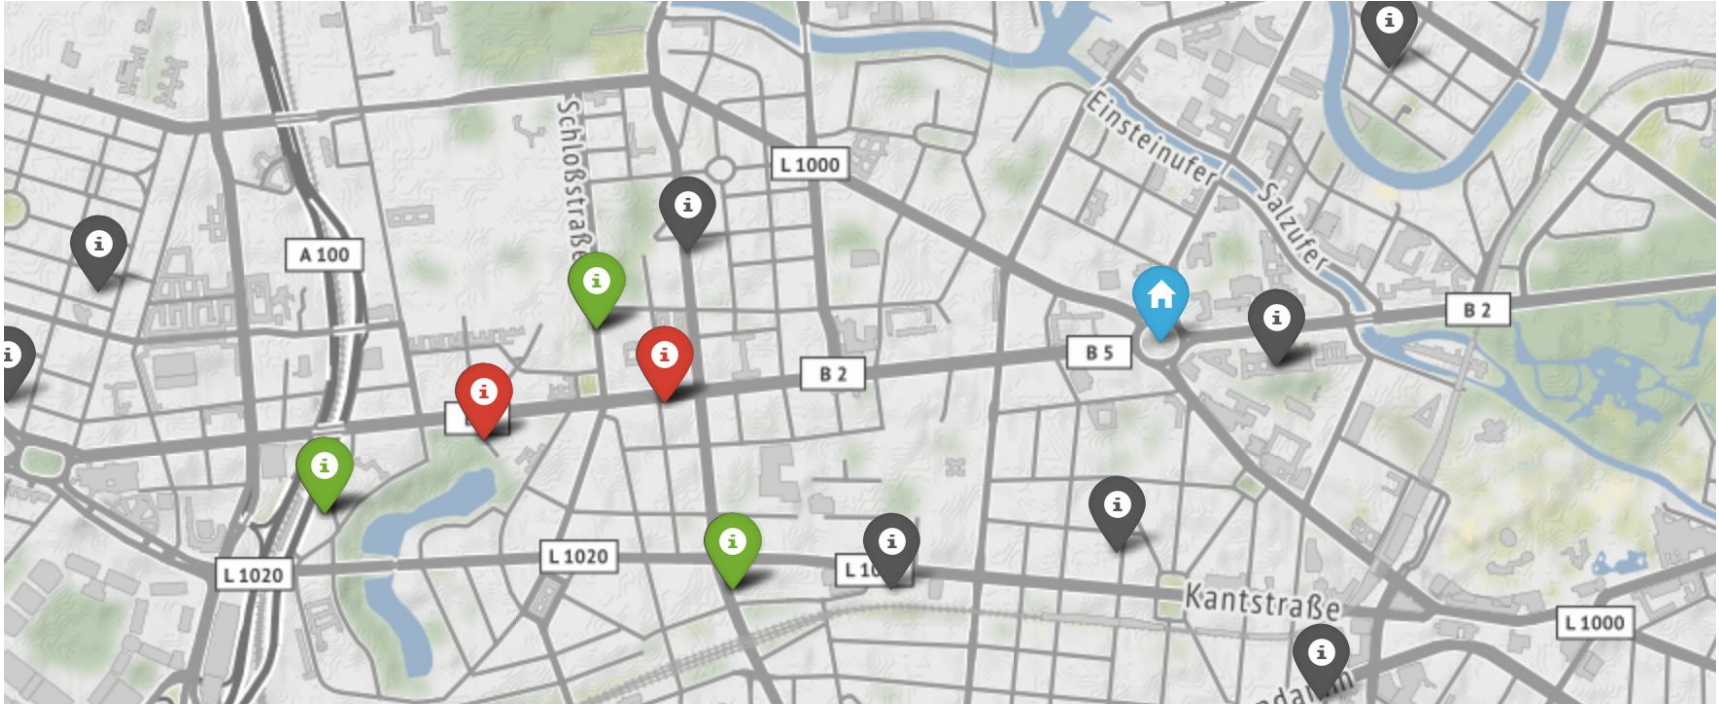 Schloßstraße
Einsteinufer
L 1000
Salzufer
A 100
B 2
B 5
B 2
L 1020
L 1020
Kantstraße
L 1000